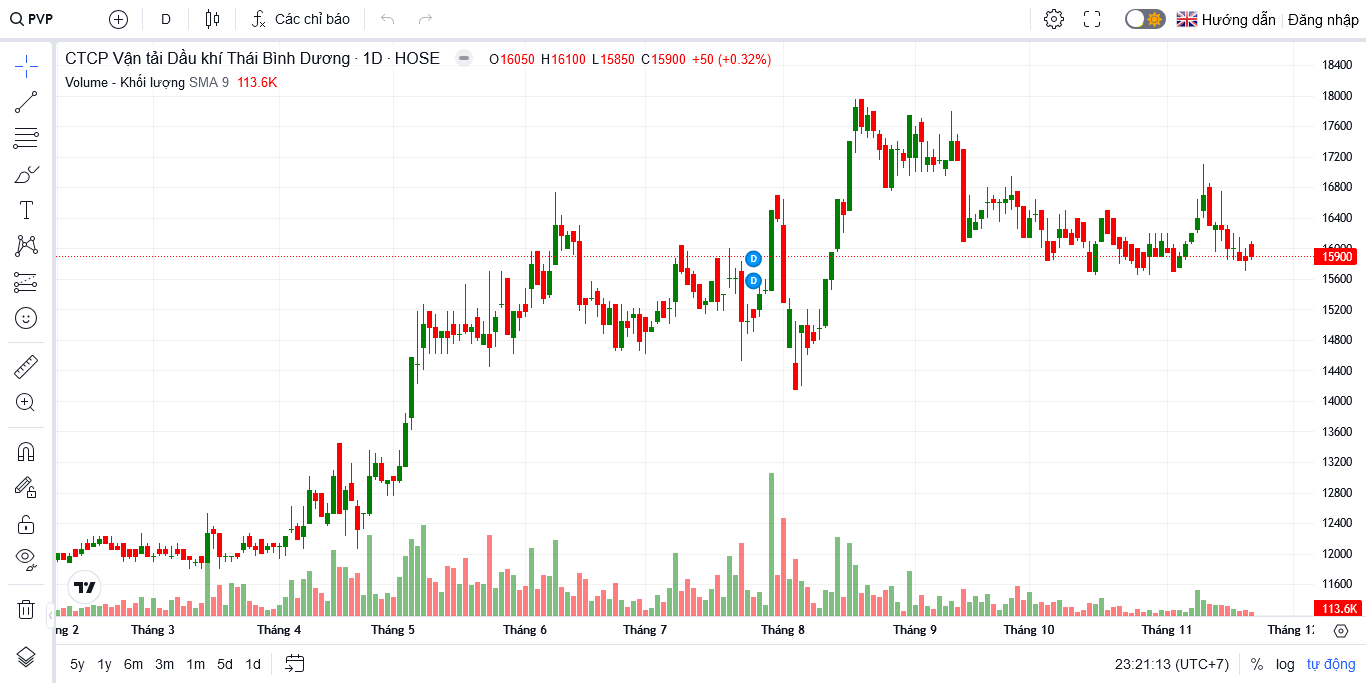 PVP D Các chỉ báo Hướng dẫn Đăng nhập
CTCP Vận tải Dầu khí Thái Bình Dương · 1D · HOSE O16050 H16100 L15850 C15900 +50 (+0.32%)
Volume - Khối lượng SMA 9 113.6K
18400
18000
17600
17200
16800
16400
16000
15900
15600
15200
14800
14400
14000
13600
13200
12800
12400
12000
11600
113.6K
D
D
T
ng 2 Tháng 3 Tháng 4 Tháng 5 Tháng 6 Tháng 7 Tháng 8 Tháng 9 Tháng 10 Tháng 11 Tháng 12
5y 1y 6m 3m 1m 5d 1d 23:21:13 (UTC+7) % log tự động